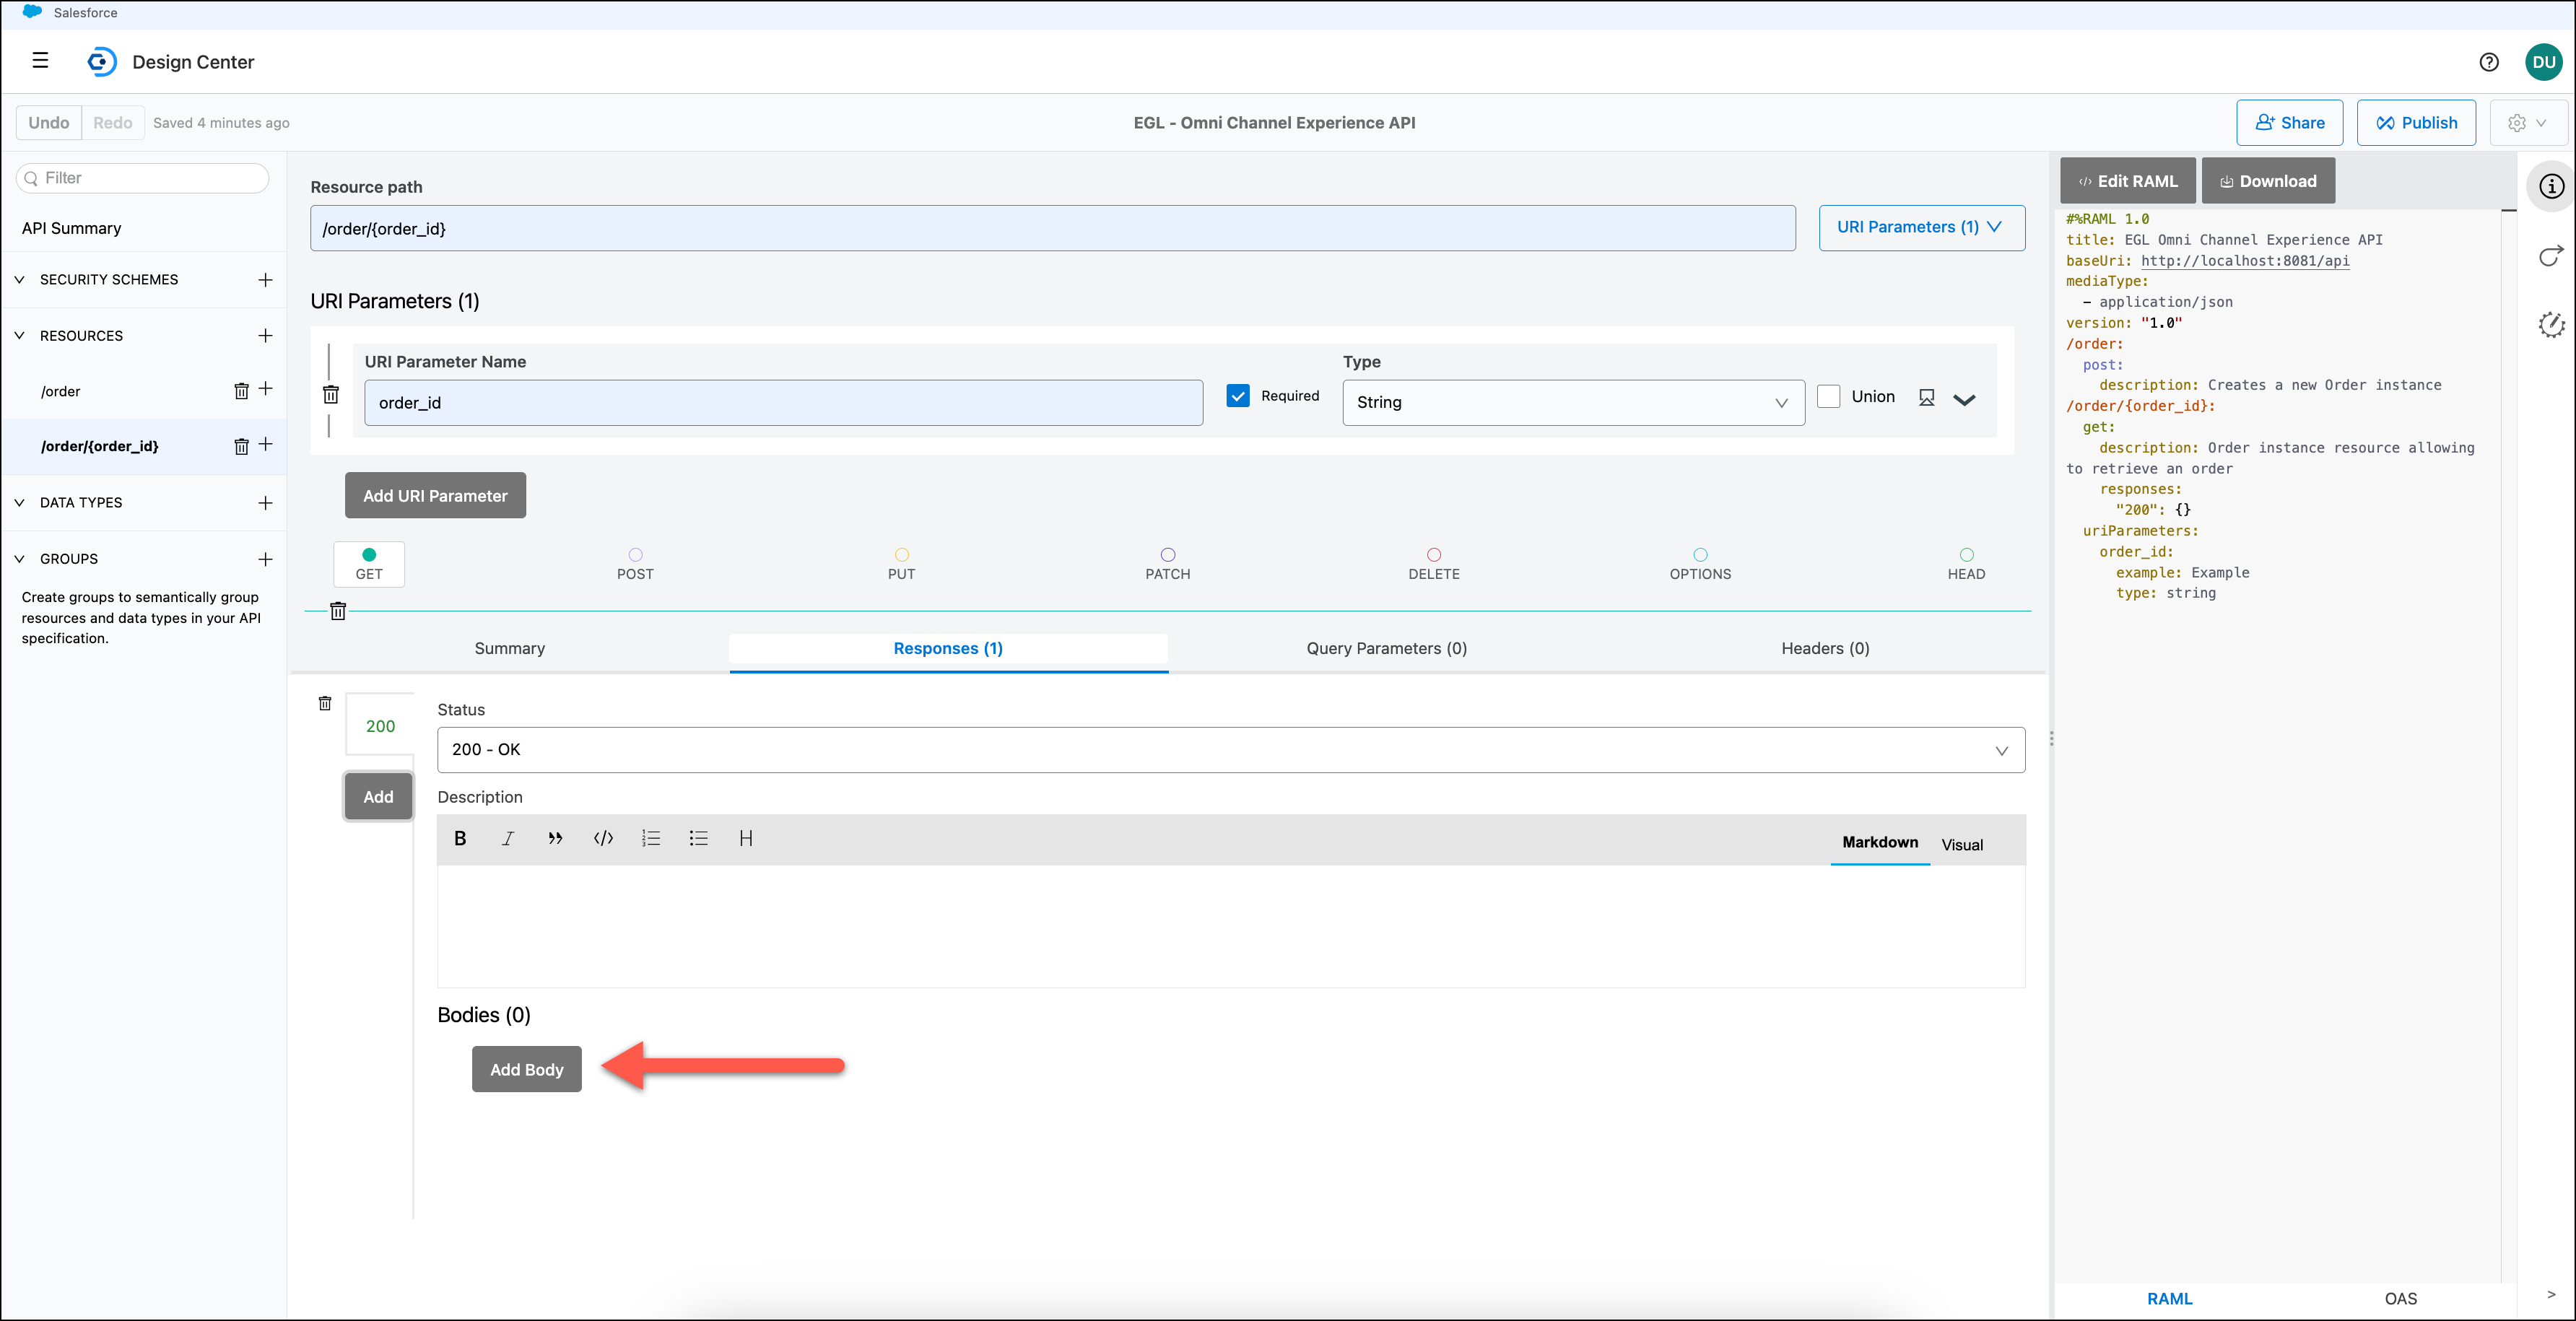 Salesforce
Design Center
DU
Undo Redo Saved 4 minutes ago
EGL - Omni Channel Experience API
Share Publish
Filter
API Summary
SECURITY SCHEMES
RESOURCES
/order
/order/{order_id}
DATA TYPES
GROUPS
Create groups to semantically group
resources and data types in your API
specification.
Resource path
/order/{order_id}
URI Parameters (1)
URI Parameters (1)
URI Parameter Name
Type
order_id
Required
String
Union
Add URI Parameter
GET POST PUT PATCH DELETE OPTIONS HEAD
Summary Responses (1) Query Parameters (0) Headers (0)
200
Add
Status
200 - OK
Description
B I ,, </> H
Markdown Visual
Bodies (0)
Add Body
</> Edit RAML Download
#%RAML 1.0
title: EGL Omni Channel Experience API
baseUri: http://localhost:8081/api
mediaType:
- application/json
version: "1.0"
/order:
post:
description: Creates a new Order instance
/order/{order_id}:
get:
description: Order instance resource allowing
to retrieve an order
responses:
"200": {}
uriParameters:
order_id:
example: Example
type: string
RAML OAS >